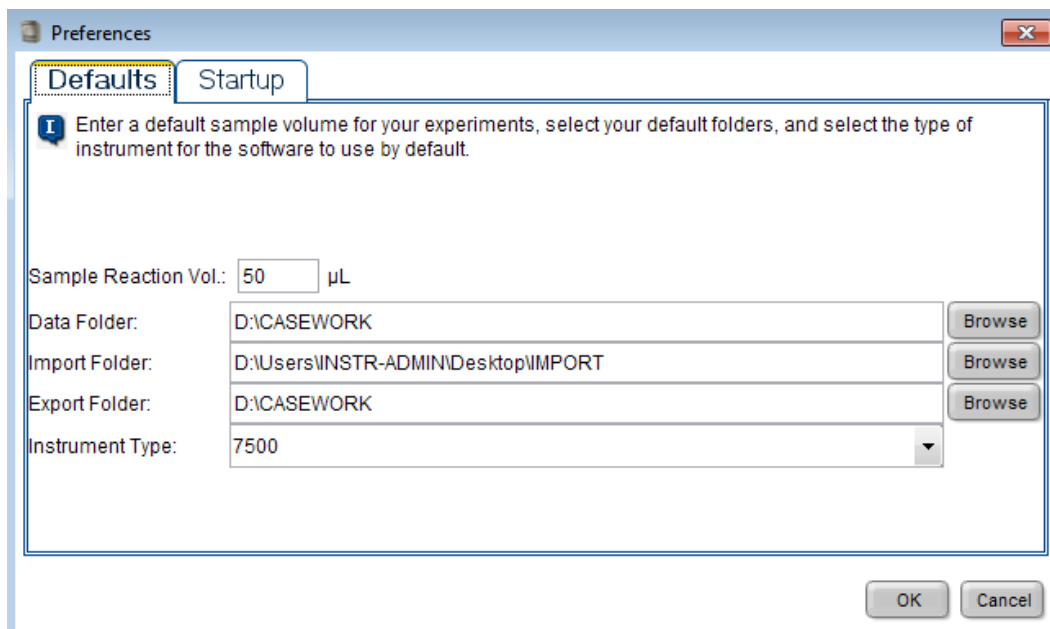 Preferences
Defaults Startup
Enter a default sample volume for your experiments, select your default folders, and select the type of
instrument for the software to use by default.
Sample Reaction Vol.: 50 µL
Data Folder: D:\CASEWORK Browse
Import Folder: D:\Users\INSTR-ADMIN\Desktop\IMPORT Browse
Export Folder: D:\CASEWORK Browse
Instrument Type: 7500
OK Cancel